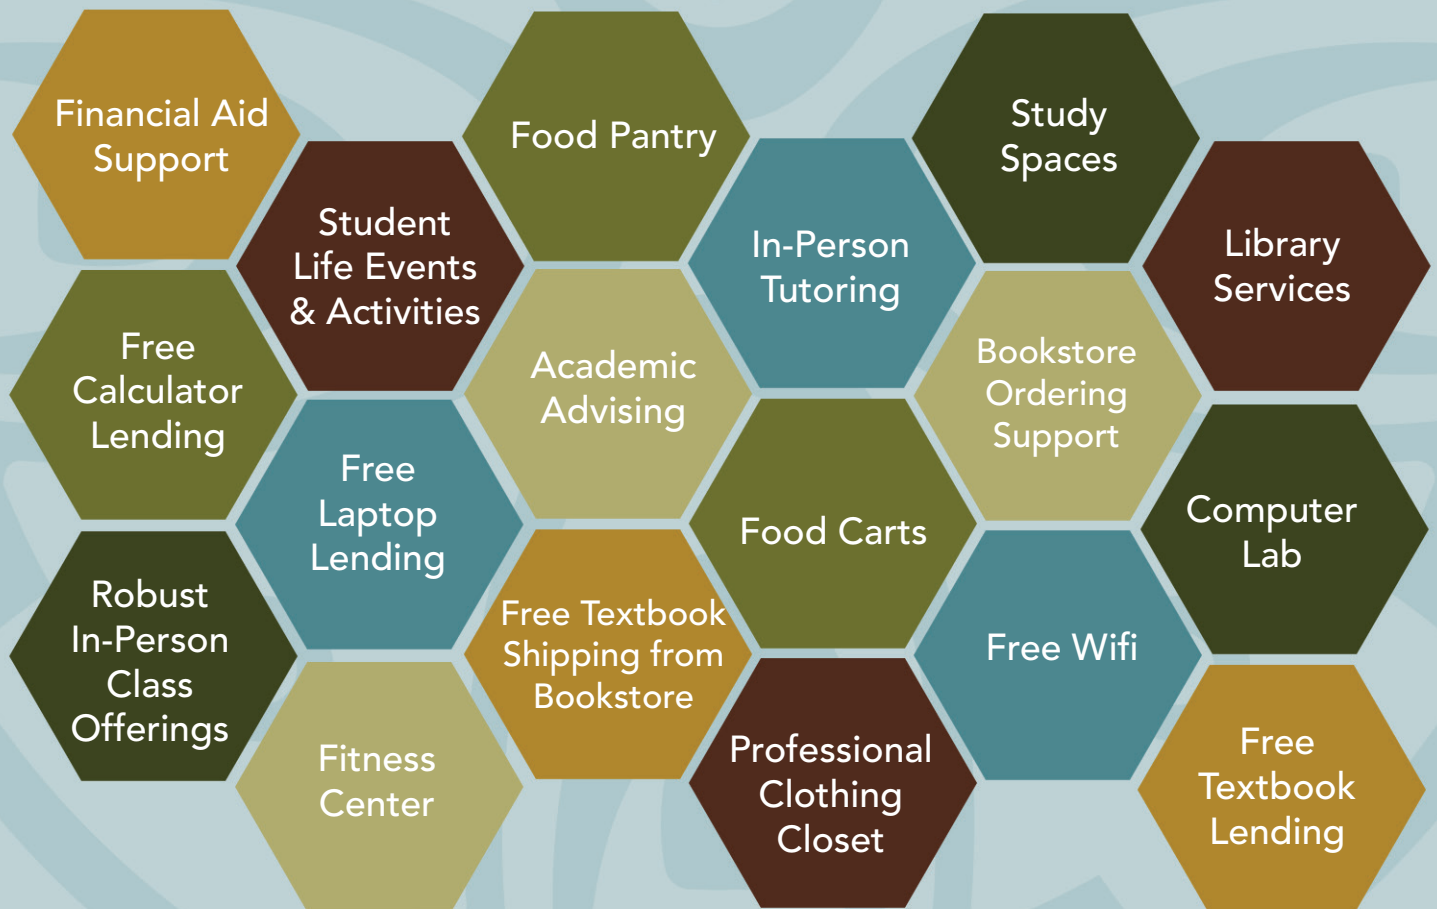 Financial Aid
Support
Food Pantry
Study
Spaces
Student
Life Events
& Activities
In-Person
Tutoring
Library
Services
Free
Calculator
Lending
Academic
Advising
Bookstore
Ordering
Support
Free
Laptop
Lending
Food Carts
Computer
Lab
Robust
In-Person
Class
Offerings
Free Textbook
Shipping from
Bookstore
Free Wifi
Fitness
Center
Professional
Clothing
Closet
Free
Textbook
Lending